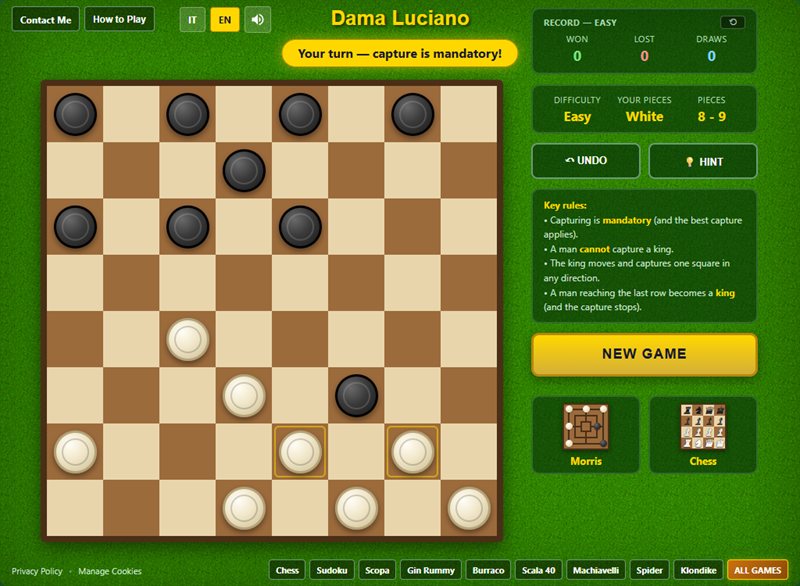 Contact Me
How to Play
IT
EN
Dama Luciano
Your turn — capture is mandatory!
RECORD — EASY
WON
LOST
DRAWS
0
0
0
DIFFICULTY
YOUR PIECES
PIECES
Easy
White
8 - 9
UNDO
HINT
Key rules:
• Capturing is mandatory (and the best capture
applies).
• A man cannot capture a king.
• The king moves and captures one square in
any direction.
• A man reaching the last row becomes a king
(and the capture stops).
NEW GAME
Morris
Chess
Privacy Policy · Manage Cookies
Chess
Sudoku
Scopa
Gin Rummy
Burraco
Scala 40
Machiavelli
Spider
Klondike
ALL GAMES